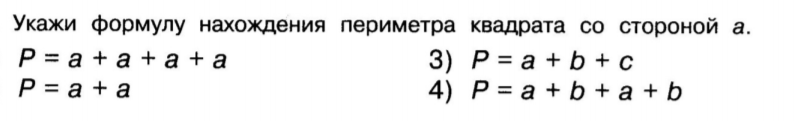 Укажи формулу нахождения периметра квадрата со стороной а.
P = a + a + a + a 3) P = a + b + c
P = a + a 4) P = a + b + a + b